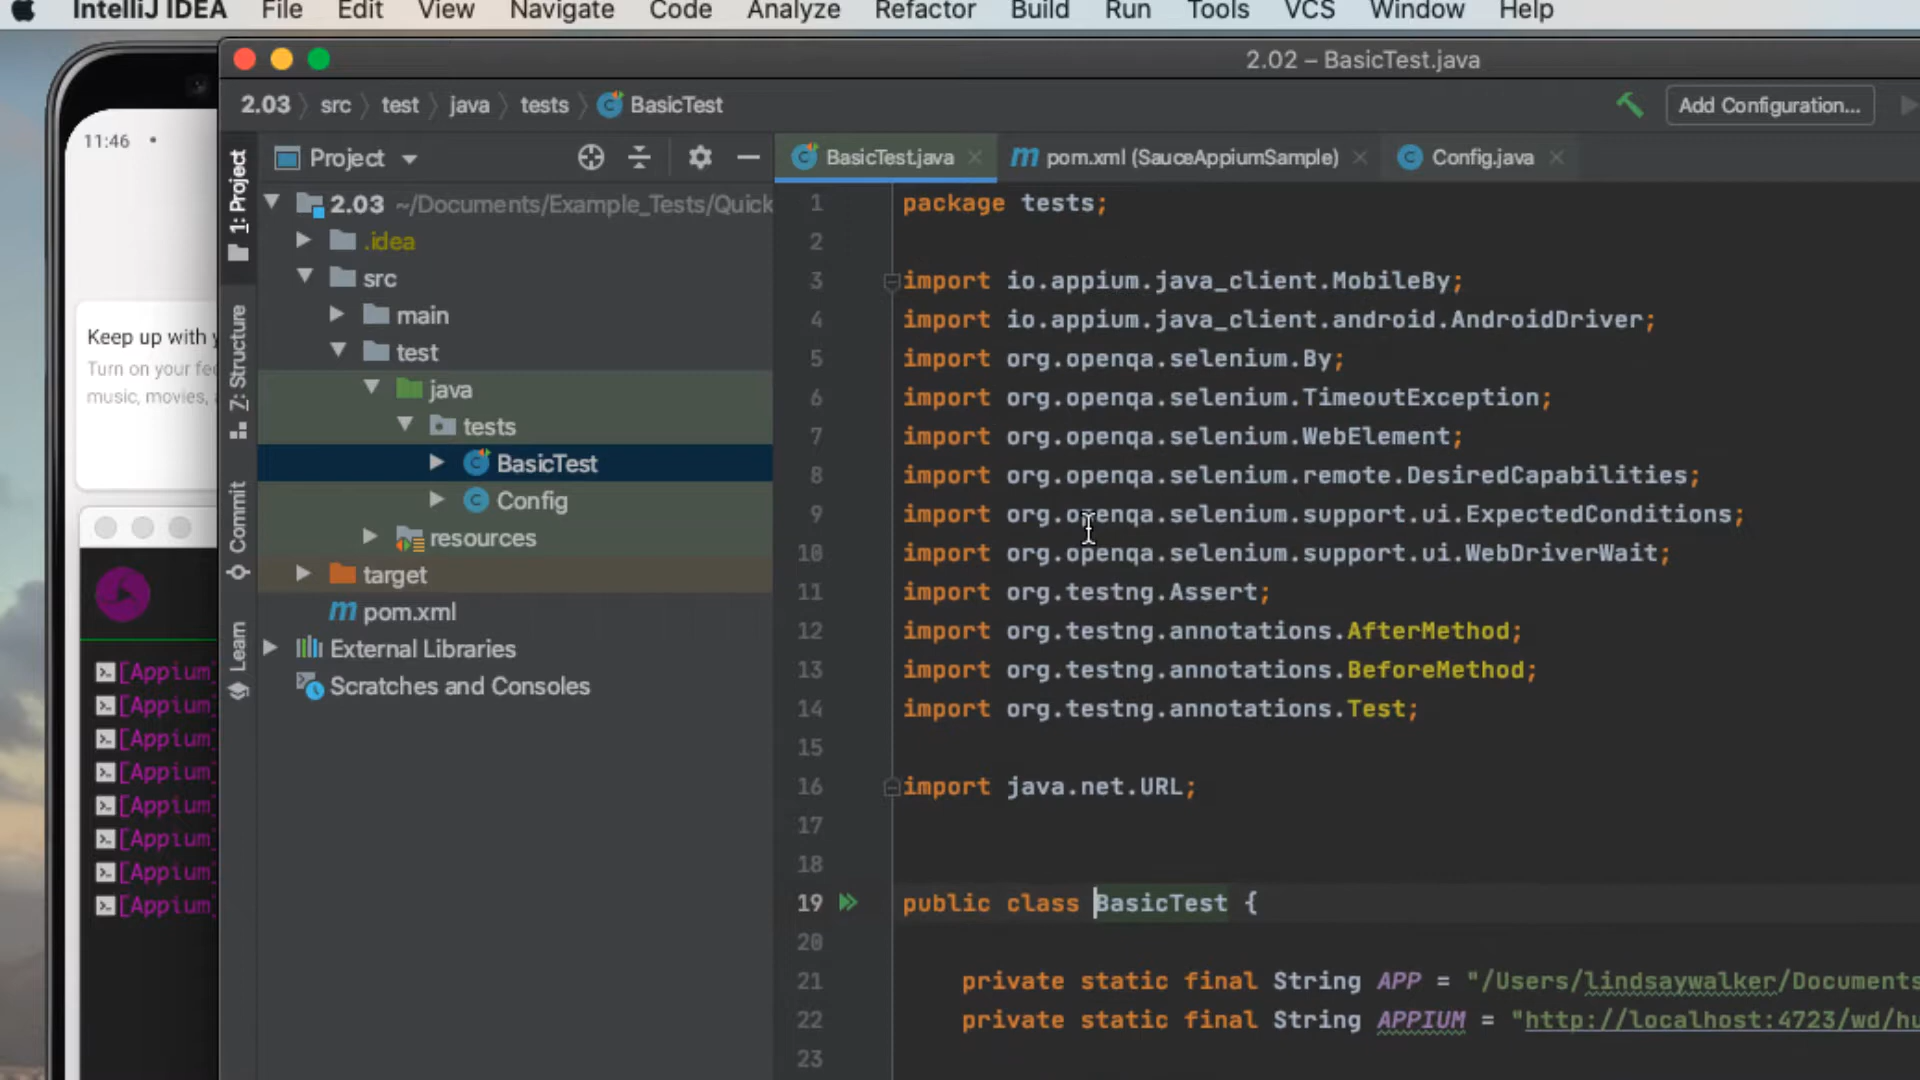 IntelliJ IDEA File Edit View Navigate Code Analyze Refactor Build Run Tools VCS Window Help
2.02 – BasicTest.java
2.03 src test java tests BasicTest
Add Configuration...
11:46
Keep up with y
Turn on your fee
music, movies,
[Appium]
[Appium]
[Appium]
[Appium]
[Appium]
[Appium]
[Appium]
[Appium]
1: Project
7: Structure
Commit
Learn
Project
2.03 ~/Documents/Example_Tests/Quick
.idea
src
main
test
java
tests
BasicTest
Config
resources
target
pom.xml
External Libraries
Scratches and Consoles
BasicTest.java pom.xml (SauceAppiumSample) Config.java
1 package tests;
2
3 import io.appium.java_client.MobileBy;
4 import io.appium.java_client.android.AndroidDriver;
5 import org.openqa.selenium.By;
6 import org.openqa.selenium.TimeoutException;
7 import org.openqa.selenium.WebElement;
8 import org.openqa.selenium.remote.DesiredCapabilities;
9 import org.openqa.selenium.support.ui.ExpectedConditions;
10 import org.openqa.selenium.support.ui.WebDriverWait;
11 import org.testng.Assert;
12 import org.testng.annotations.AfterMethod;
13 import org.testng.annotations.BeforeMethod;
14 import org.testng.annotations.Test;
15
16 import java.net.URL;
17
18
19 public class BasicTest {
20
21 private static final String APP = "/Users/lindsaywalker/Documents
22 private static final String APPIUM = "http://localhost:4723/wd/hu
23